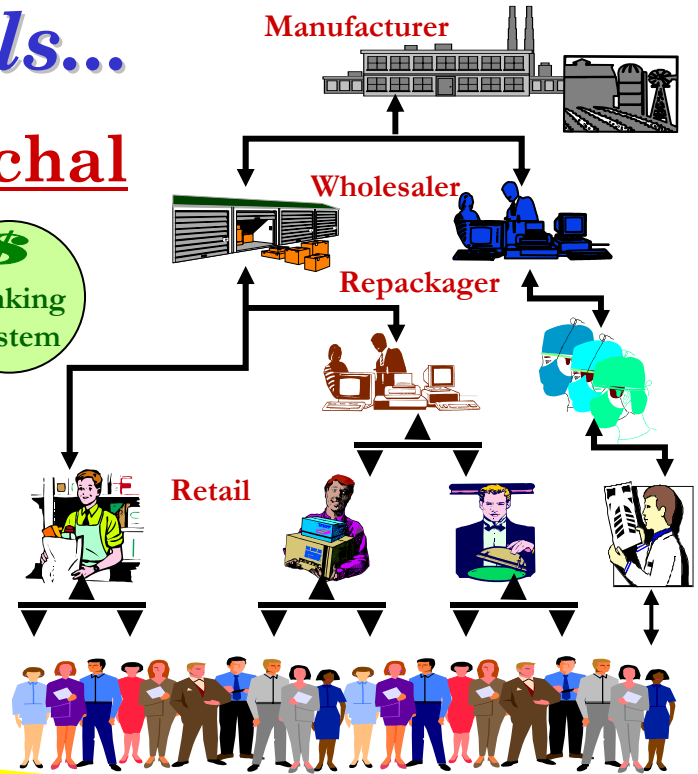 ls...
chal
Manufacturer
Wholesaler
Repackager
$
nking
stem
Retail